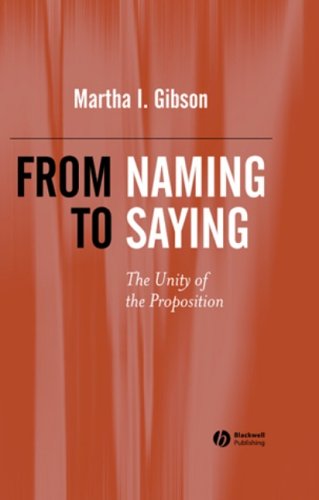 Martha I. Gibson
FROM NAMING
TO SAYING
The Unity of
the Proposition
Blackwell
Publishing